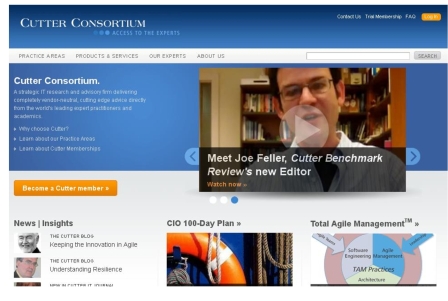 CUTTER CONSORTIUM
ACCESS TO THE EXPERTS
Contact Us Trial Membership FAQ Log in
PRACTICE AREAS PRODUCTS & SERVICES OUR EXPERTS ABOUT US SEARCH
Cutter Consortium.
A strategic IT research and advisory firm delivering
completely vendor-neutral, cutting edge advice directly
from the world's leading expert practitioners and
academics.
Why choose Cutter?
Learn about our Practice Areas
Learn about Cutter Memberships
Meet Joe Feller, Cutter Benchmark
Review's new Editor
Watch now »
Become a Cutter member »
News | Insights
THE CUTTER BLOG
Keeping the Innovation in Agile
THE CUTTER BLOG
Understanding Resilience
NEW IN CUTTER IT JOURNAL
CIO 100-Day Plan »
Total Agile Management™ »
Software
Engineering
Agile
Management
TAM Practices
Architecture